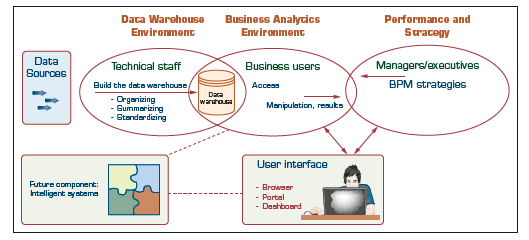 Data Warehouse
Environment
Business Analytics
Environment
Performance and
Strategy
Data
Sources
Technical staff
Build the data warehouse
- Organizing
- Summarizing
- Standardizing
Data
warehouse
Business users
Access
Manipulation, results
Managers/executives
BPM strategies
Future component:
Intelligent systems
User interface
- Browser
- Portal
- Dashboard